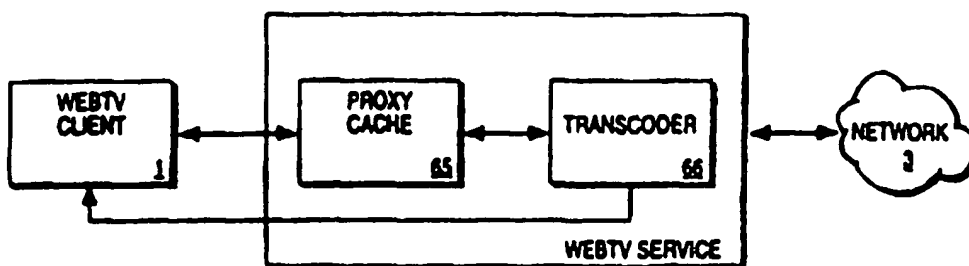 WEBTV
CLIENT
1
PROXY
CACHE
65
TRANSCODER
66
NETWORK
3
WEBTV SERVICE